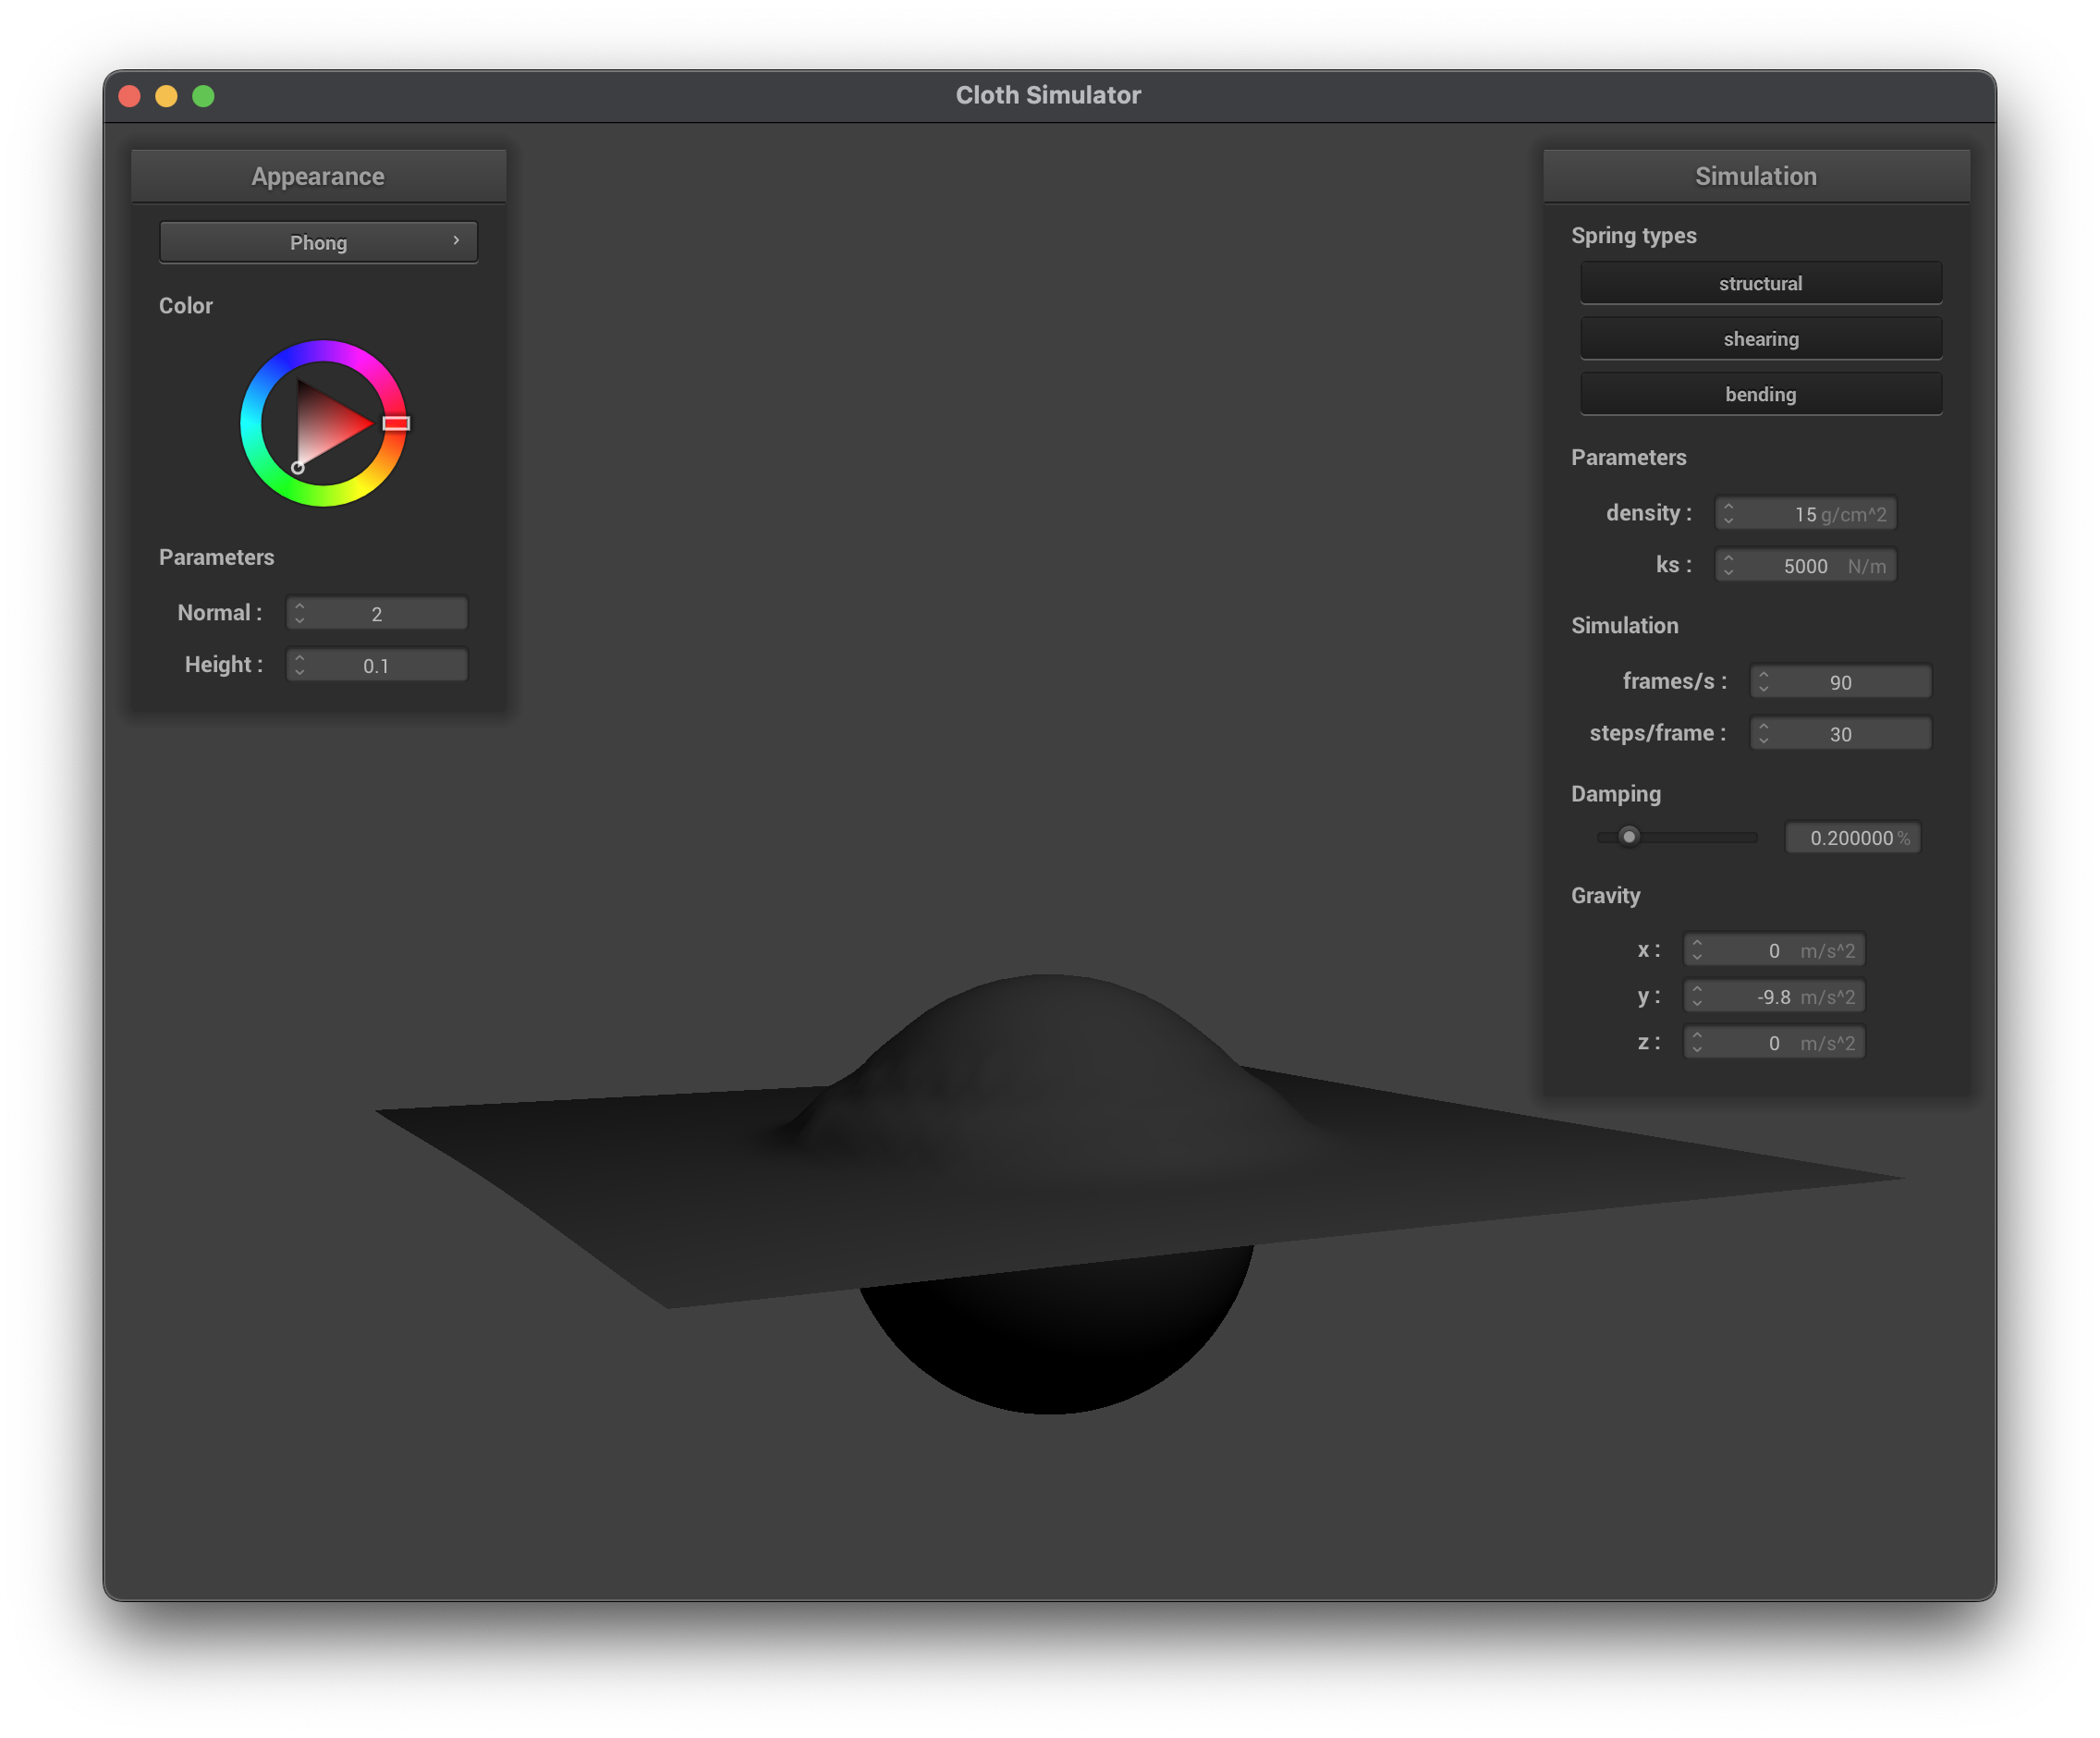 Cloth Simulator
Appearance
Phong
Color
Parameters
Normal : 2
Height : 0.1
Simulation
Spring types
structural
shearing
bending
Parameters
density : 15 g/cm^2
ks : 5000 N/m
Simulation
frames/s : 90
steps/frame : 30
Damping
0.200000 %
Gravity
x : 0 m/s^2
y : -9.8 m/s^2
z : 0 m/s^2